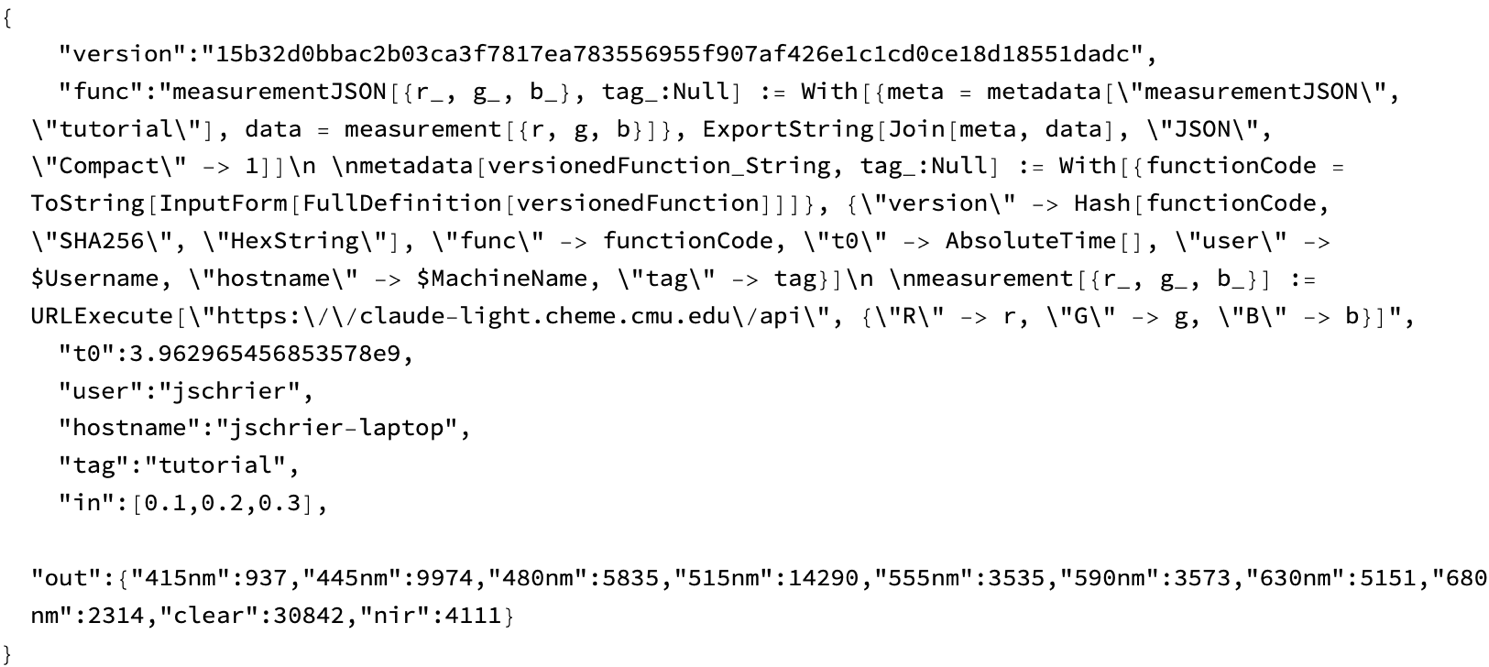 {
"version":"15b32d0bbac2b03ca3f7817ea783556955f907af426e1c1cd0ce18d18551dadc",
"func":"measurementJSON[{r_, g_, b_}, tag_:Null] := With[{meta = metadata[\"measurementJSON\",
\"tutorial\"], data = measurement[{r, g, b}]}, ExportString[Join[meta, data], \"JSON\",
\"Compact\" -> 1]]\n \nmetadata[versionedFunction_String, tag_:Null] := With[{functionCode =
ToString[InputForm[FullDefinition[versionedFunction]]]}, {\"version\" -> Hash[functionCode,
\"SHA256\", \"HexString\"], \"func\" -> functionCode, \"t0\" -> AbsoluteTime[], \"user\" ->
$Username, \"hostname\" -> $MachineName, \"tag\" -> tag}]\n \nmeasurement[{r_, g_, b_}] :=
URLExecute[\"https:\/\/claude-light.cheme.cmu.edu\/api\", {\"R\" -> r, \"G\" -> g, \"B\" -> b}]",
"t0":3.962965456853578e9,
"user":"jschrier",
"hostname":"jschrier-laptop",
"tag":"tutorial",
"in":[0.1,0.2,0.3],
"out":{"415nm":937,"445nm":9974,"480nm":5835,"515nm":14290,"555nm":3535,"590nm":3573,"630nm":5151,"680
nm":2314,"clear":30842,"nir":4111}
}